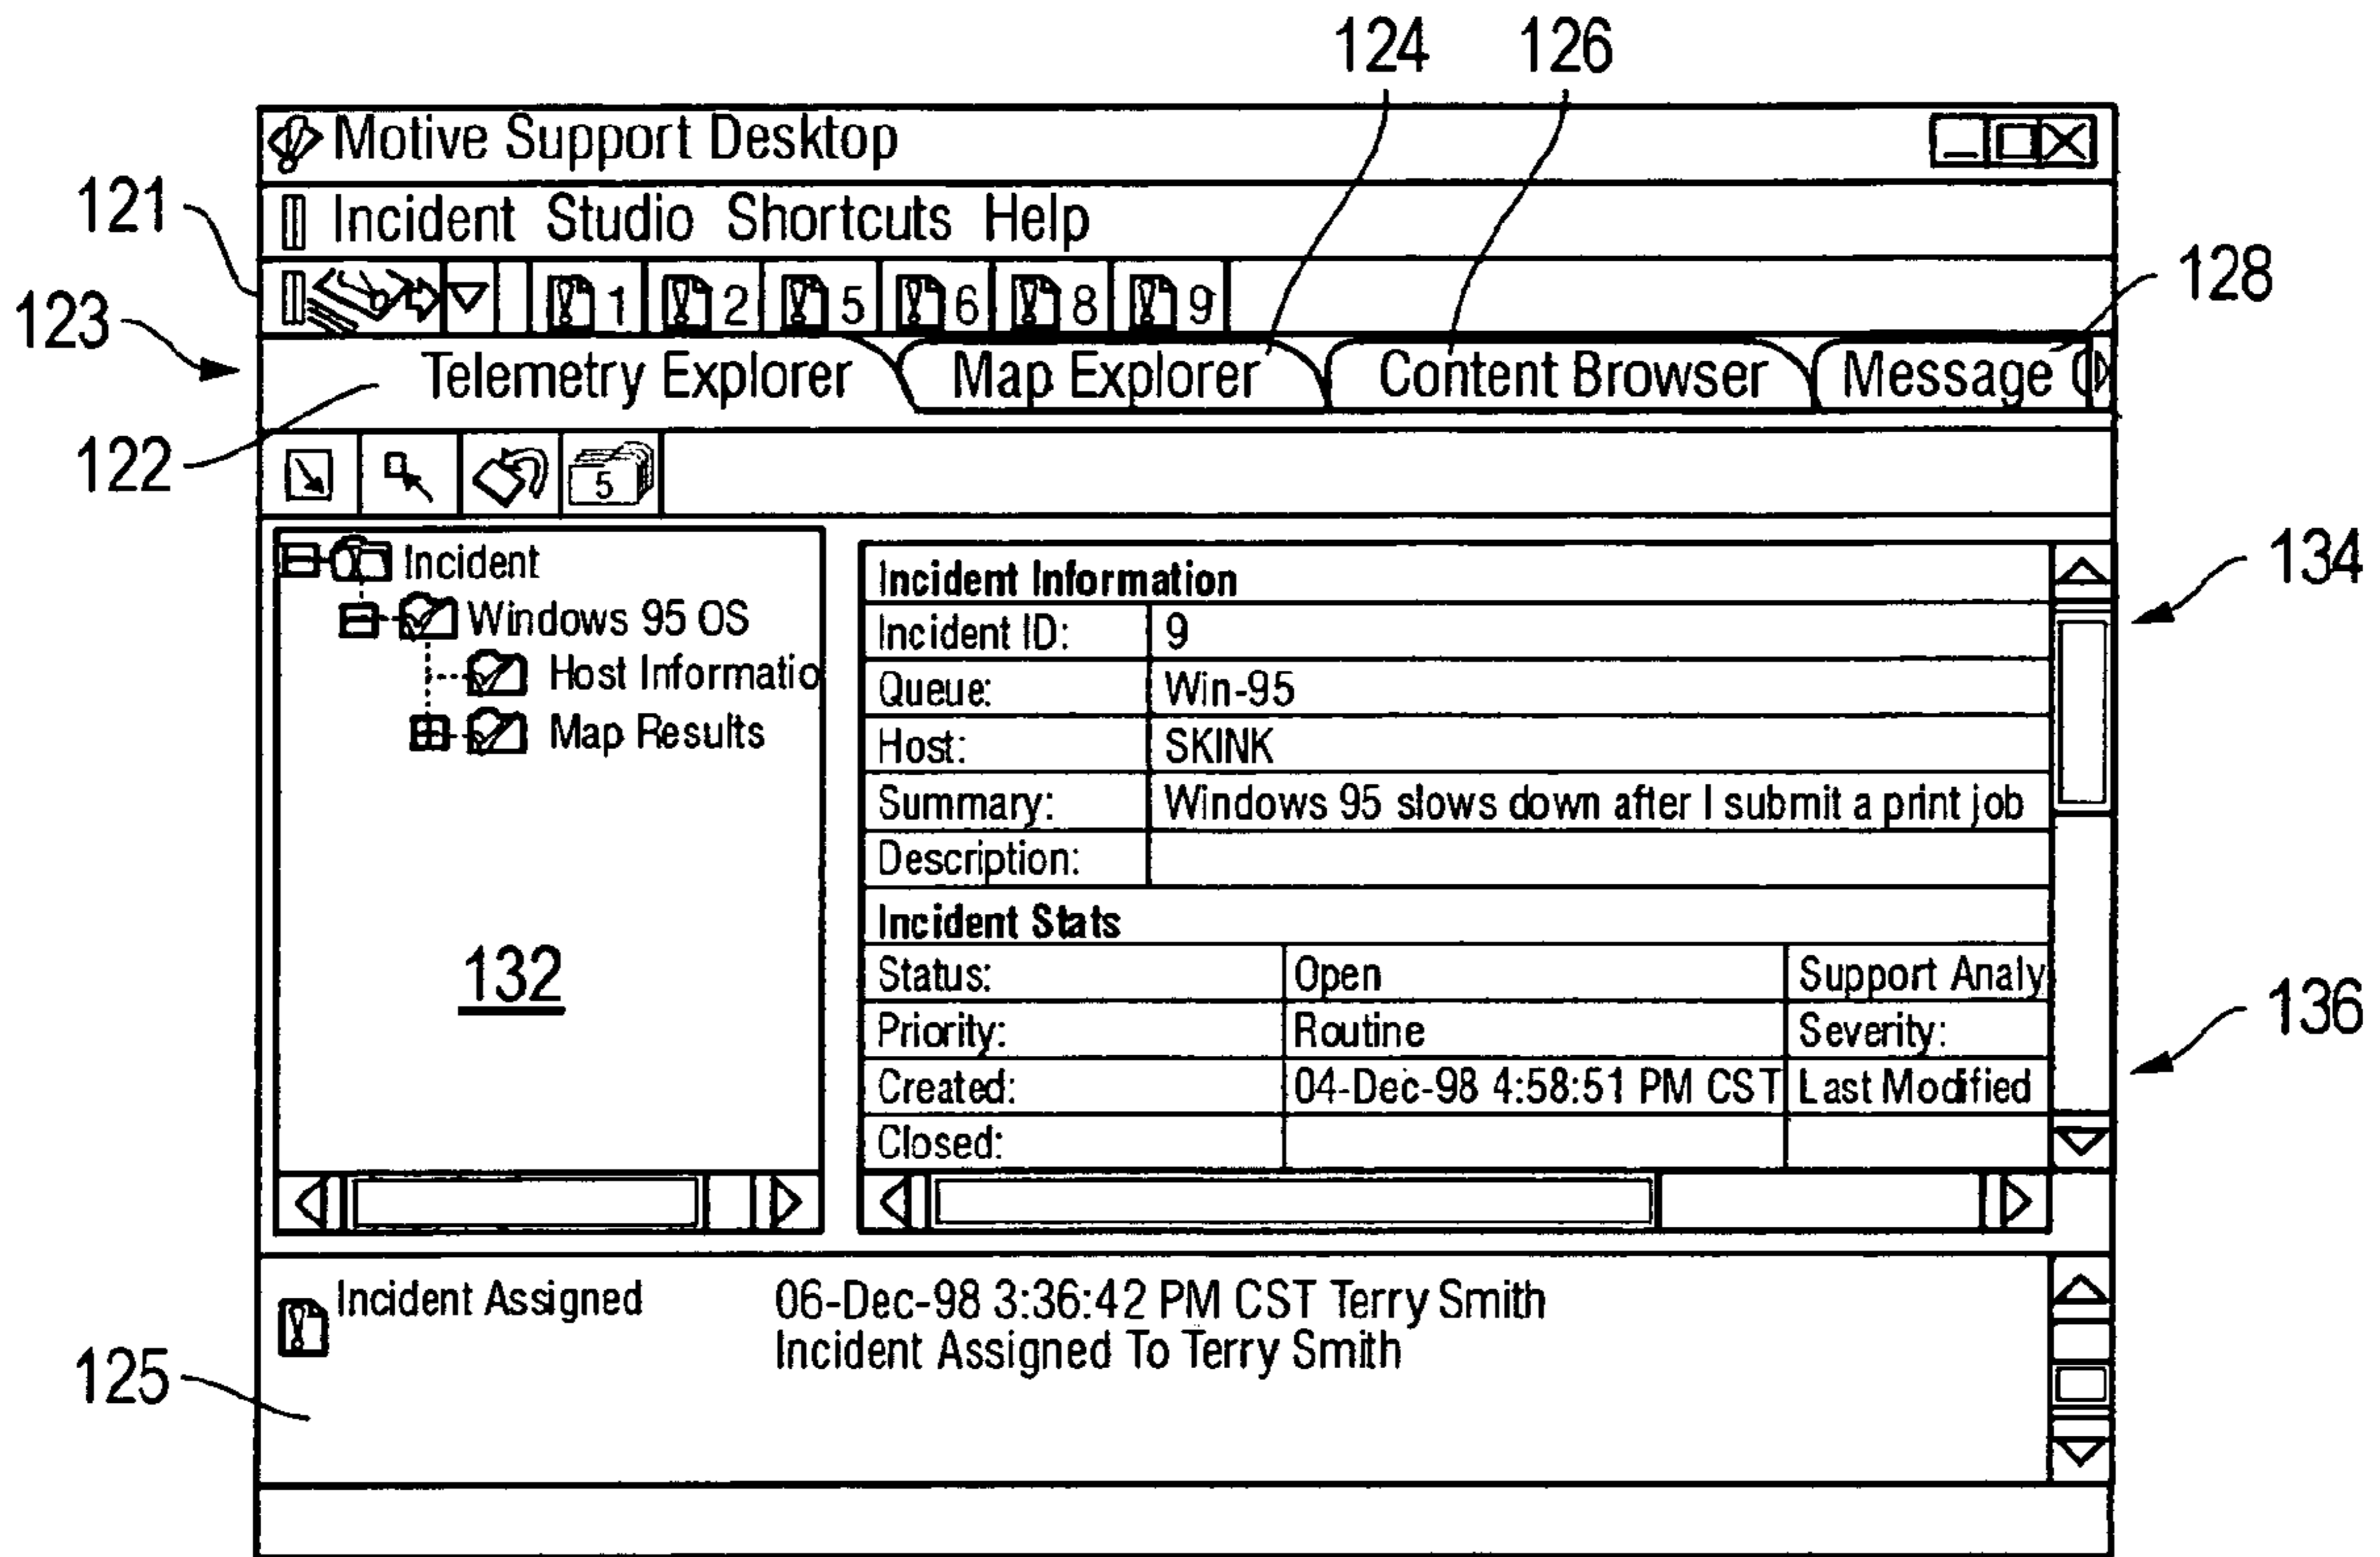 124 126
Motive Support Desktop
121
Incident Studio Shortcuts Help
1 2 5 6 8 9
128
123
Telemetry Explorer Map Explorer Content Browser Message
122
5
Incident
Windows 95 OS
Host Informatio
Map Results
132
Incident Information
134
Incident ID: 9
Queue: Win-95
Host: SKINK
Summary: Windows 95 slows down after I submit a print job
Description:
Incident Stats
Status: Open Support Analy
Priority: Routine Severity:
136
Created: 04-Dec-98 4:58:51 PM CST Last Modified
Closed:
Incident Assigned 06-Dec-98 3:36:42 PM CST Terry Smith
Incident Assigned To Terry Smith
125